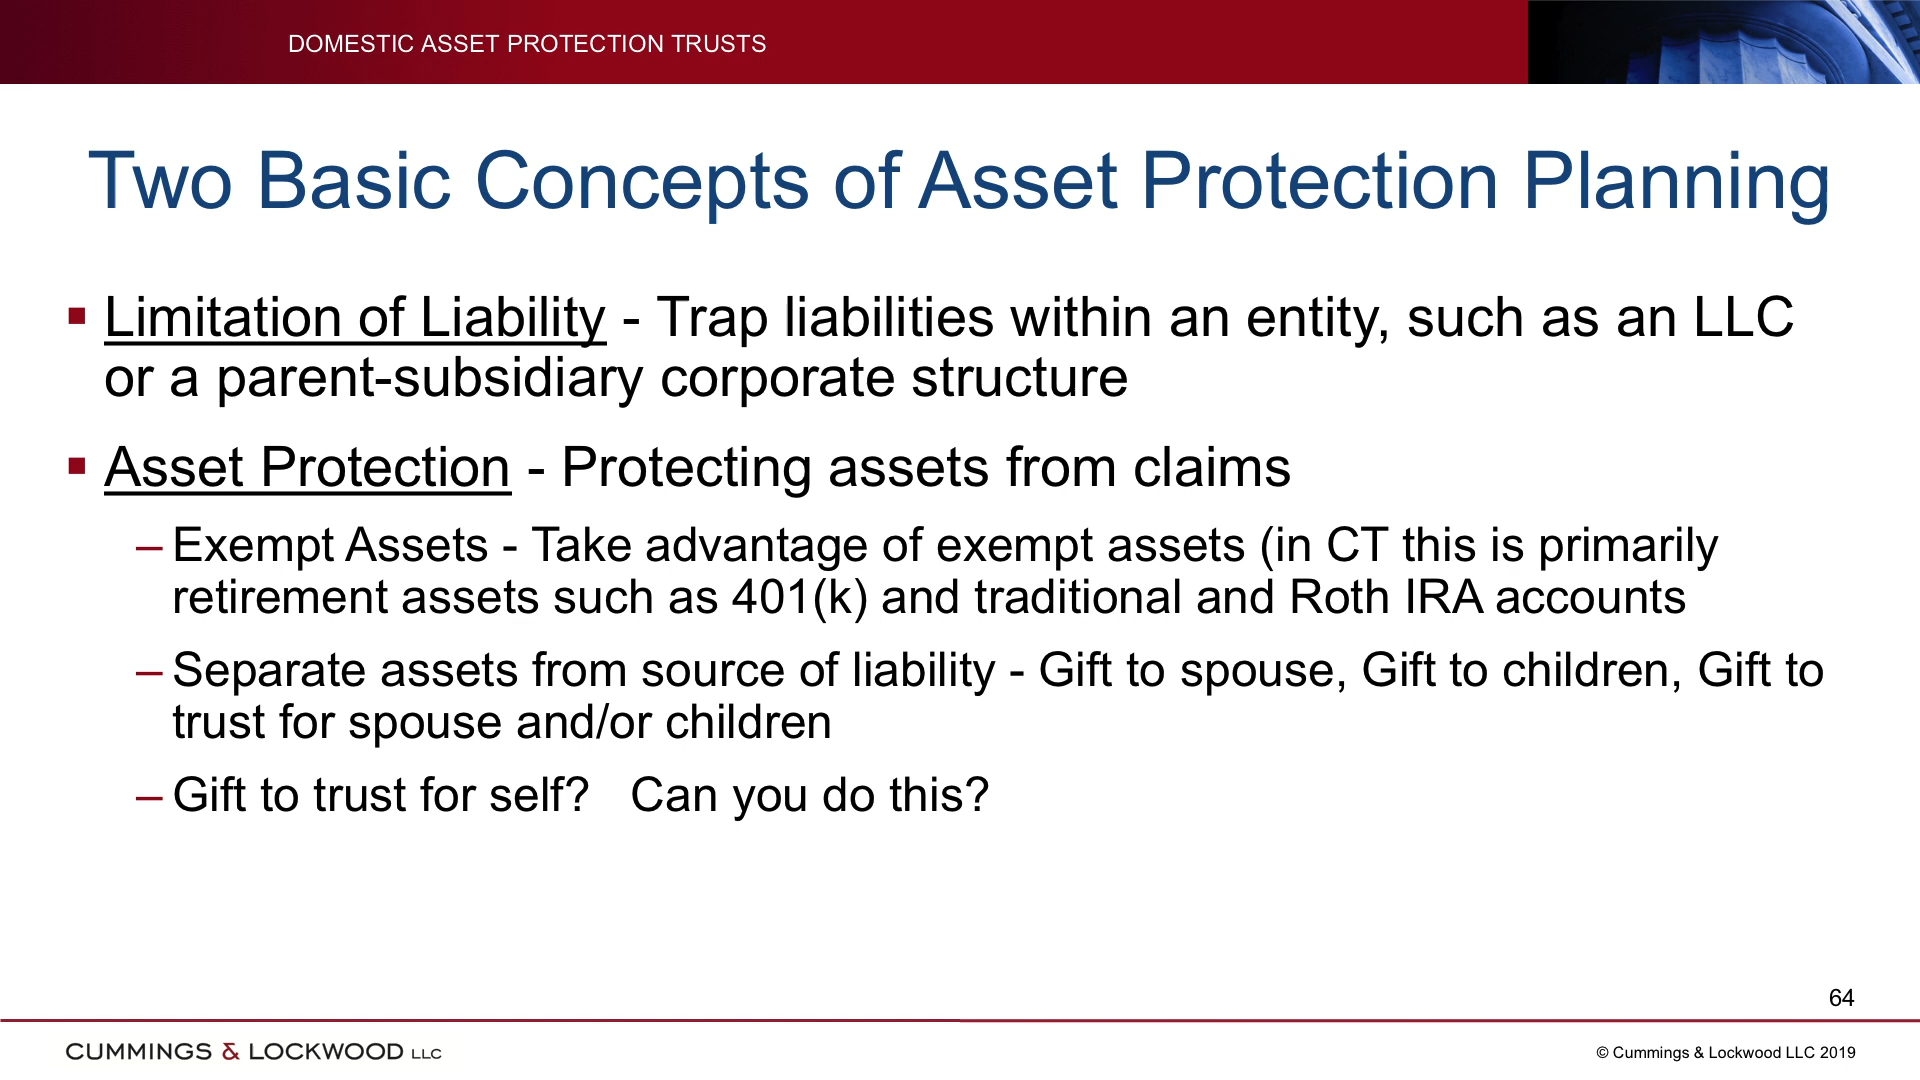 DOMESTIC ASSET PROTECTION TRUSTS
Two Basic Concepts of Asset Protection Planning
▪ Limitation of Liability - Trap liabilities within an entity, such as an LLC
or a parent-subsidiary corporate structure
▪ Asset Protection - Protecting assets from claims
– Exempt Assets - Take advantage of exempt assets (in CT this is primarily
retirement assets such as 401(k) and traditional and Roth IRA accounts
– Separate assets from source of liability - Gift to spouse, Gift to children, Gift to
trust for spouse and/or children
– Gift to trust for self?   Can you do this?
64
CUMMINGS & LOCKWOOD LLC
© Cummings & Lockwood LLC 2019